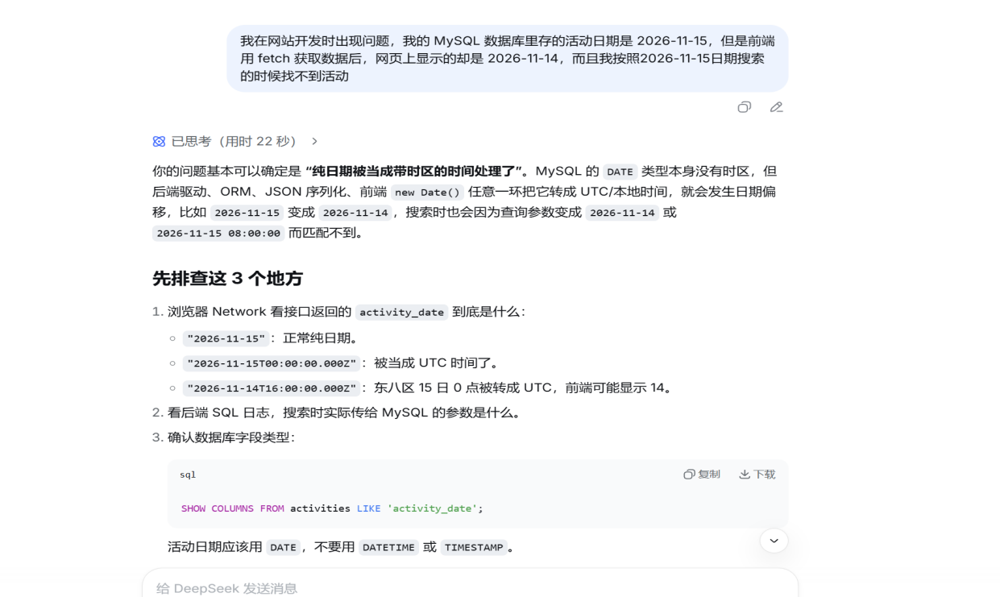 我在网站开发时出现问题，我的 MySQL 数据库里存的活动日期是 2026-11-15，但是前端
用 fetch 获取数据后，网页上显示的却是 2026-11-14，而且我按照2026-11-15日期搜索
的时候找不到活动
已思考（用时 22 秒）
你的问题基本可以确定是 “纯日期被当成带时区的时间处理了”。MySQL 的 DATE 类型本身没有时区，但
后端驱动、ORM、JSON 序列化、前端 new Date() 任意一环把它转成 UTC/本地时间，就会发生日期偏
移，比如 2026-11-15 变成 2026-11-14，搜索时也会因为查询参数变成 2026-11-14 或
2026-11-15 08:00:00 而匹配不到。
先排查这 3 个地方
1. 浏览器 Network 看接口返回的 activity_date 到底是什么：
"2026-11-15"：正常纯日期。
"2026-11-15T00:00:00.000Z"：被当成 UTC 时间了。
"2026-11-14T16:00:00.000Z"：东八区 15 日 0 点被转成 UTC，前端可能显示 14。
2. 看后端 SQL 日志，搜索时实际传给 MySQL 的参数是什么。
3. 确认数据库字段类型：
sql 复制 下载
SHOW COLUMNS FROM activities LIKE 'activity_date';
活动日期应该用 DATE，不要用 DATETIME 或 TIMESTAMP。
给 DeepSeek 发送消息